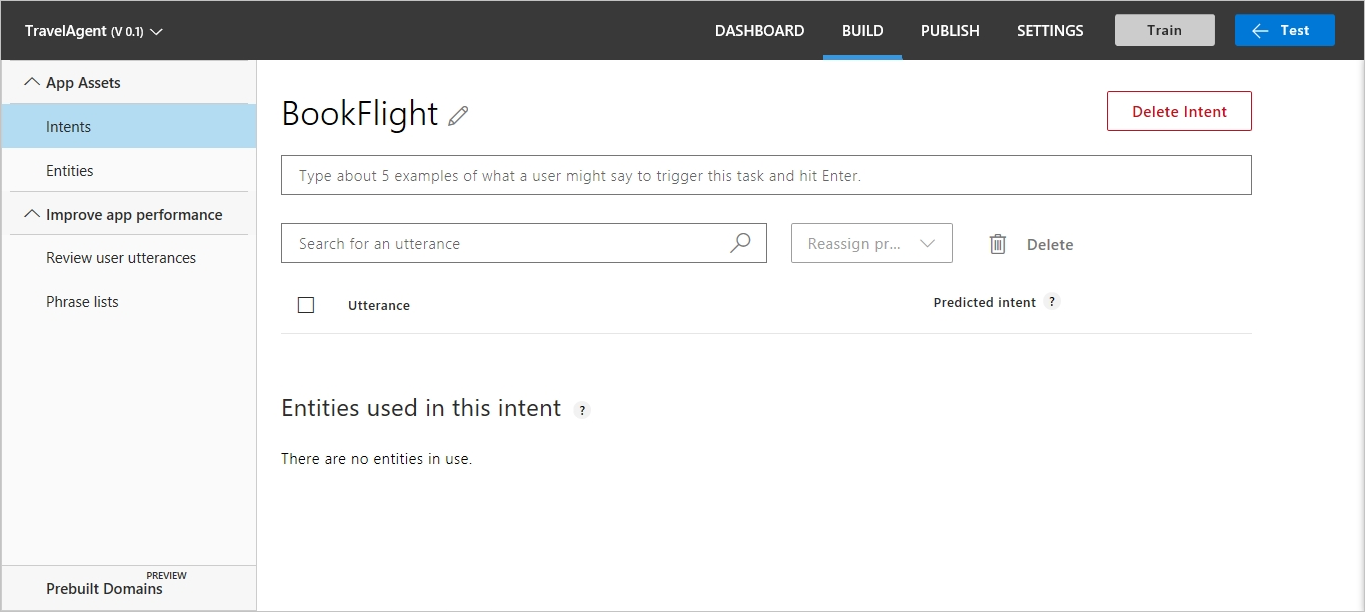 TravelAgent (V 0.1)
DASHBOARD
BUILD
PUBLISH
SETTINGS
Train
Test
App Assets
Intents
Entities
Improve app performance
Review user utterances
Phrase lists
PREVIEW
Prebuilt Domains
BookFlight
Delete Intent
Type about 5 examples of what a user might say to trigger this task and hit Enter.
Search for an utterance
Reassign pr...
Delete
Utterance
Predicted intent ?
Entities used in this intent ?
There are no entities in use.